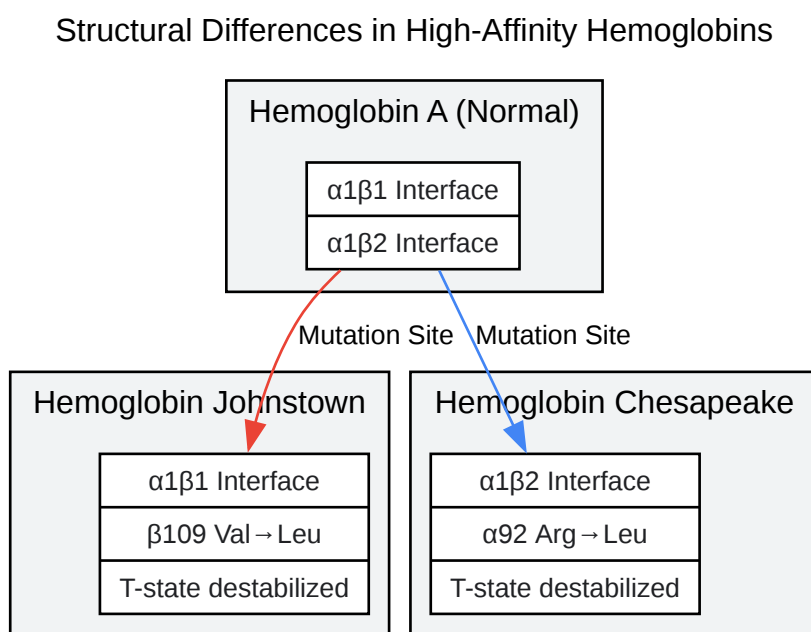 Structural Differences in High-Affinity Hemoglobins
Hemoglobin A (Normal)
α1β1 Interface
α1β2 Interface
Mutation Site
Mutation Site
Hemoglobin Johnstown
α1β1 Interface
β109 Val→Leu
T-state destabilized
Hemoglobin Chesapeake
α1β2 Interface
α92 Arg→Leu
T-state destabilized